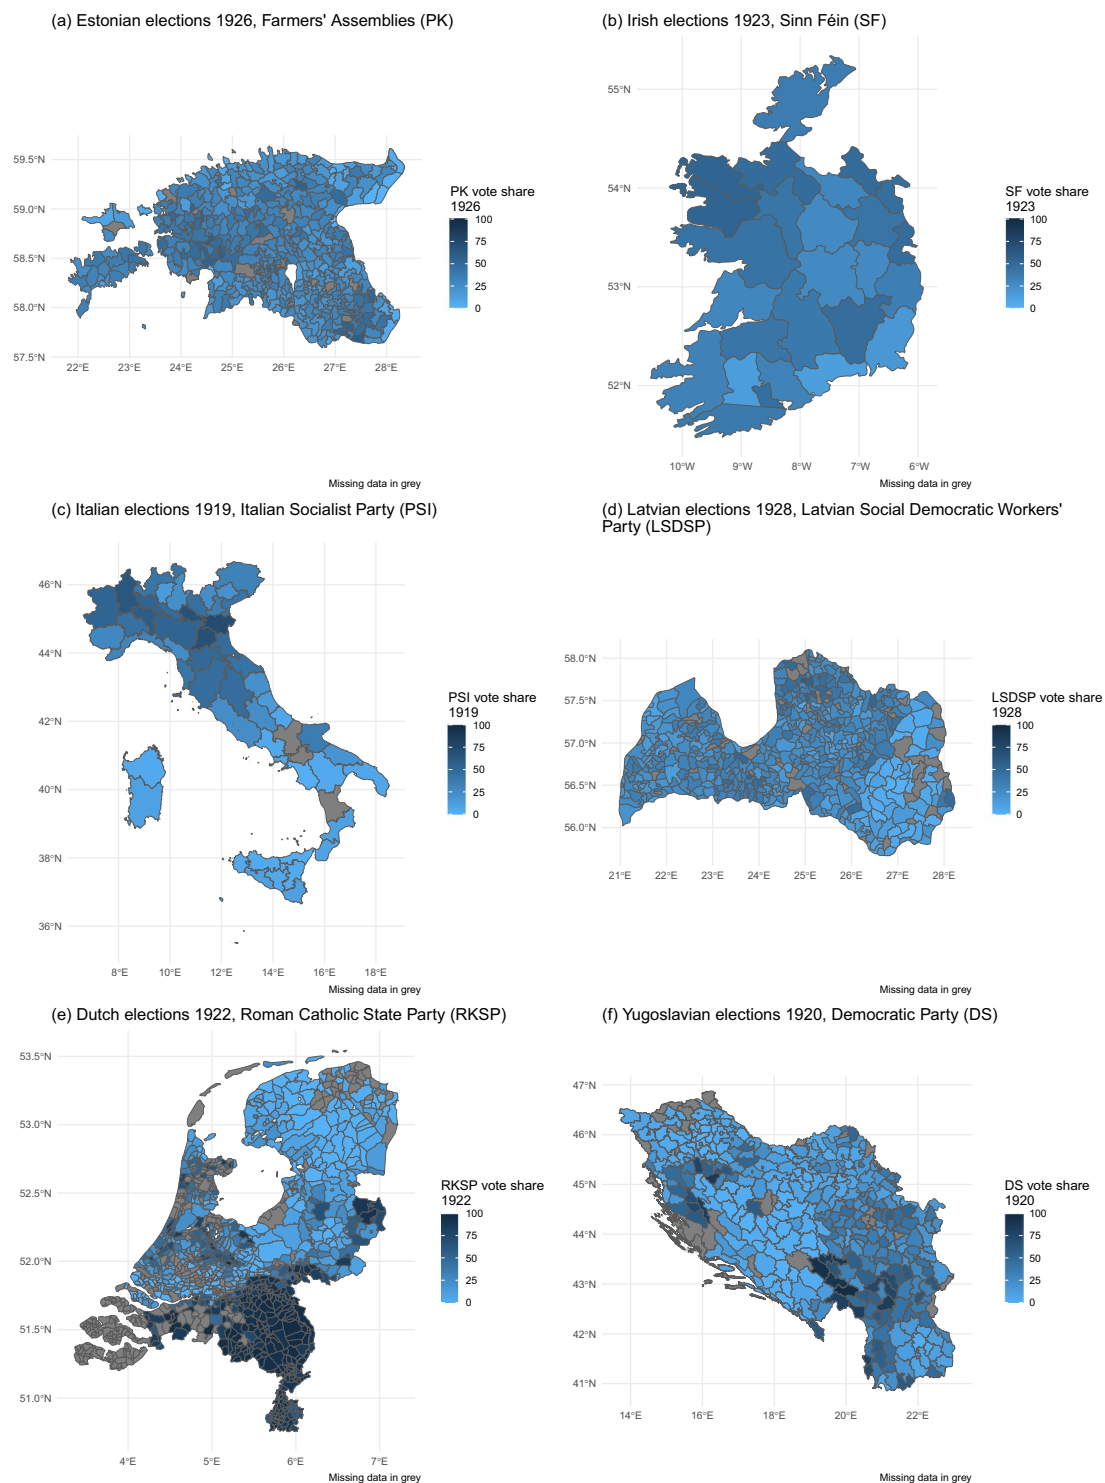 (a) Estonian elections 1926, Farmers' Assemblies (PK)
59.5°N
59.0°N
58.5°N
58.0°N
57.5°N
22°E 23°E 24°E 25°E 26°E 27°E 28°E
PK vote share
1926
100
75
50
25
0
Missing data in grey
(b) Irish elections 1923, Sinn Féin (SF)
55°N
54°N
53°N
52°N
10°W 9°W 8°W 7°W 6°W
SF vote share
1923
100
75
50
25
0
Missing data in grey
(c) Italian elections 1919, Italian Socialist Party (PSI)
46°N
44°N
42°N
40°N
38°N
36°N
8°E 10°E 12°E 14°E 16°E 18°E
PSI vote share
1919
100
75
50
25
0
Missing data in grey
(d) Latvian elections 1928, Latvian Social Democratic Workers'
Party (LSDSP)
58.0°N
57.5°N
57.0°N
56.5°N
56.0°N
21°E 22°E 23°E 24°E 25°E 26°E 27°E 28°E
LSDSP vote share
1928
100
75
50
25
0
Missing data in grey
(e) Dutch elections 1922, Roman Catholic State Party (RKSP)
53.5°N
53.0°N
52.5°N
52.0°N
51.5°N
51.0°N
4°E 5°E 6°E 7°E
RKSP vote share
1922
100
75
50
25
0
Missing data in grey
(f) Yugoslavian elections 1920, Democratic Party (DS)
47°N
46°N
45°N
44°N
43°N
42°N
41°N
14°E 16°E 18°E 20°E 22°E
DS vote share
1920
100
75
50
25
0
Missing data in grey